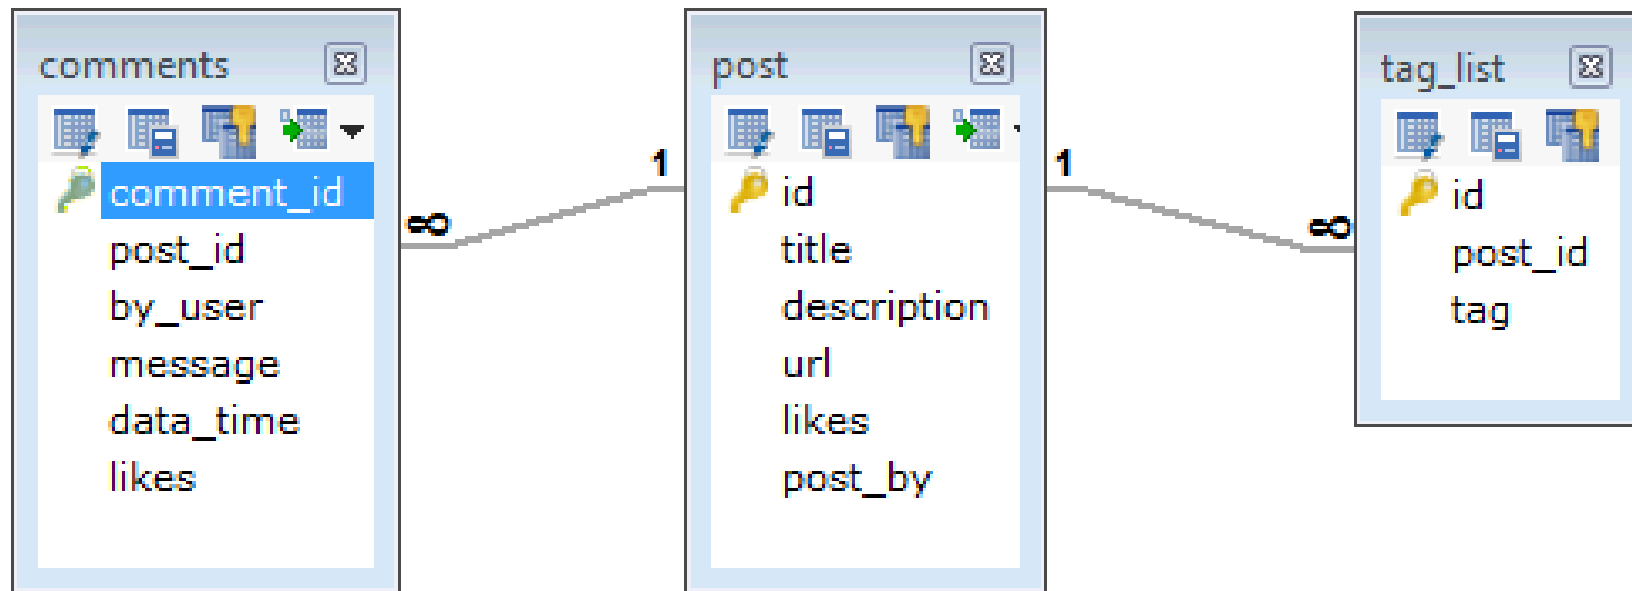 comments
comment_id
post_id
by_user
message
data_time
likes
∞
1
post
id
title
description
url
likes
post_by
1
∞
tag_list
id
post_id
tag